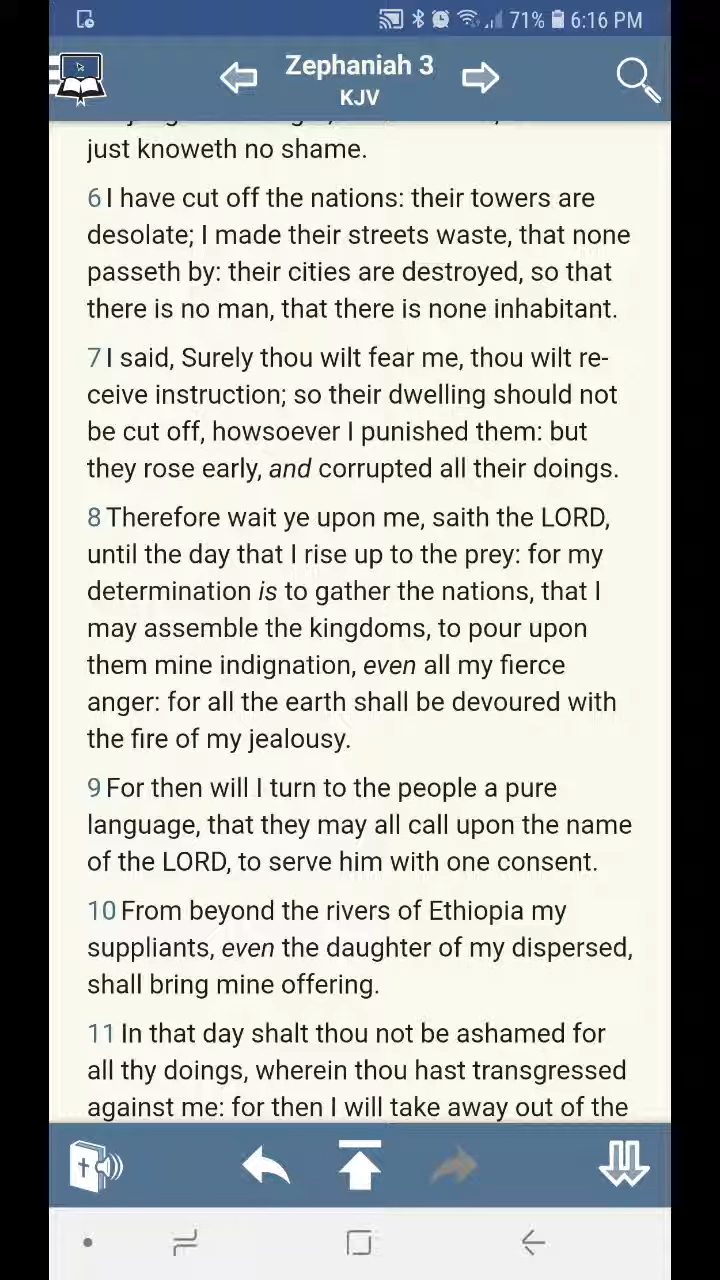 71% 6:16 PM
Zephaniah 3
KJV
just knoweth no shame.
6 I have cut off the nations: their towers are
desolate; I made their streets waste, that none
passeth by: their cities are destroyed, so that
there is no man, that there is none inhabitant.
7 I said, Surely thou wilt fear me, thou wilt re-
ceive instruction; so their dwelling should not
be cut off, howsoever I punished them: but
they rose early, and corrupted all their doings.
8 Therefore wait ye upon me, saith the LORD,
until the day that I rise up to the prey: for my
determination is to gather the nations, that I
may assemble the kingdoms, to pour upon
them mine indignation, even all my fierce
anger: for all the earth shall be devoured with
the fire of my jealousy.
9 For then will I turn to the people a pure
language, that they may all call upon the name
of the LORD, to serve him with one consent.
10 From beyond the rivers of Ethiopia my
suppliants, even the daughter of my dispersed,
shall bring mine offering.
11 In that day shalt thou not be ashamed for
all thy doings, wherein thou hast transgressed
against me: for then I will take away out of the